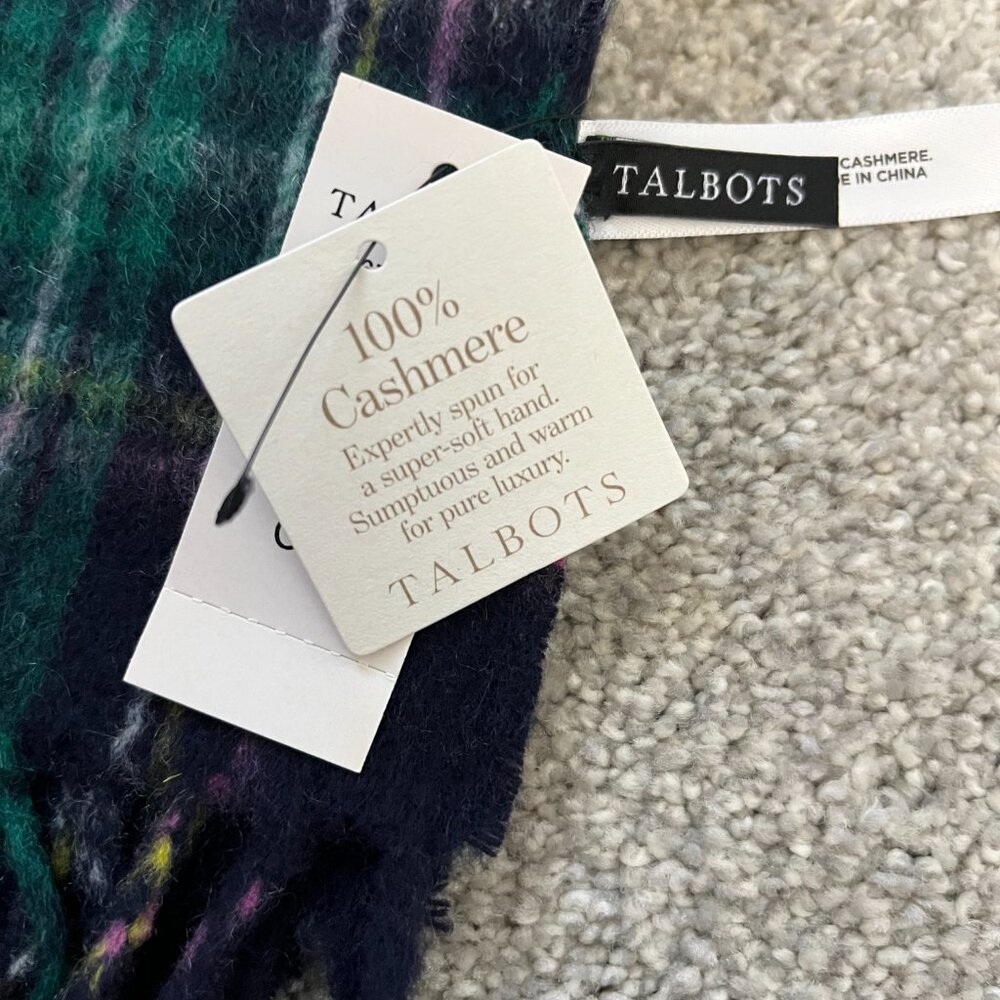 TALBOTS
CASHMERE.
E IN CHINA
TA
100%
Cashmere
Expertly spun for
a super-soft hand.
Sumptuous and warm
for pure luxury.
TALBOTS